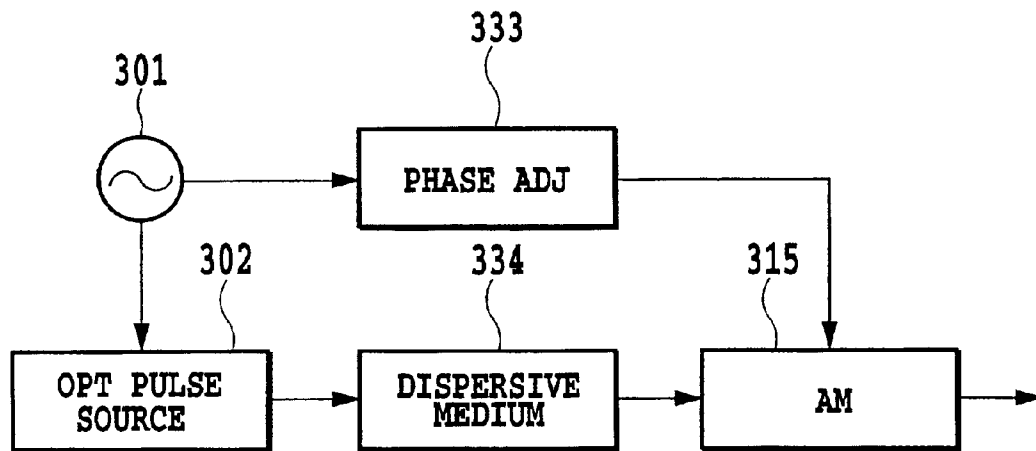 333
301
PHASE ADJ
302
334
315
OPT PULSE
SOURCE
DISPERSIVE
MEDIUM
AM